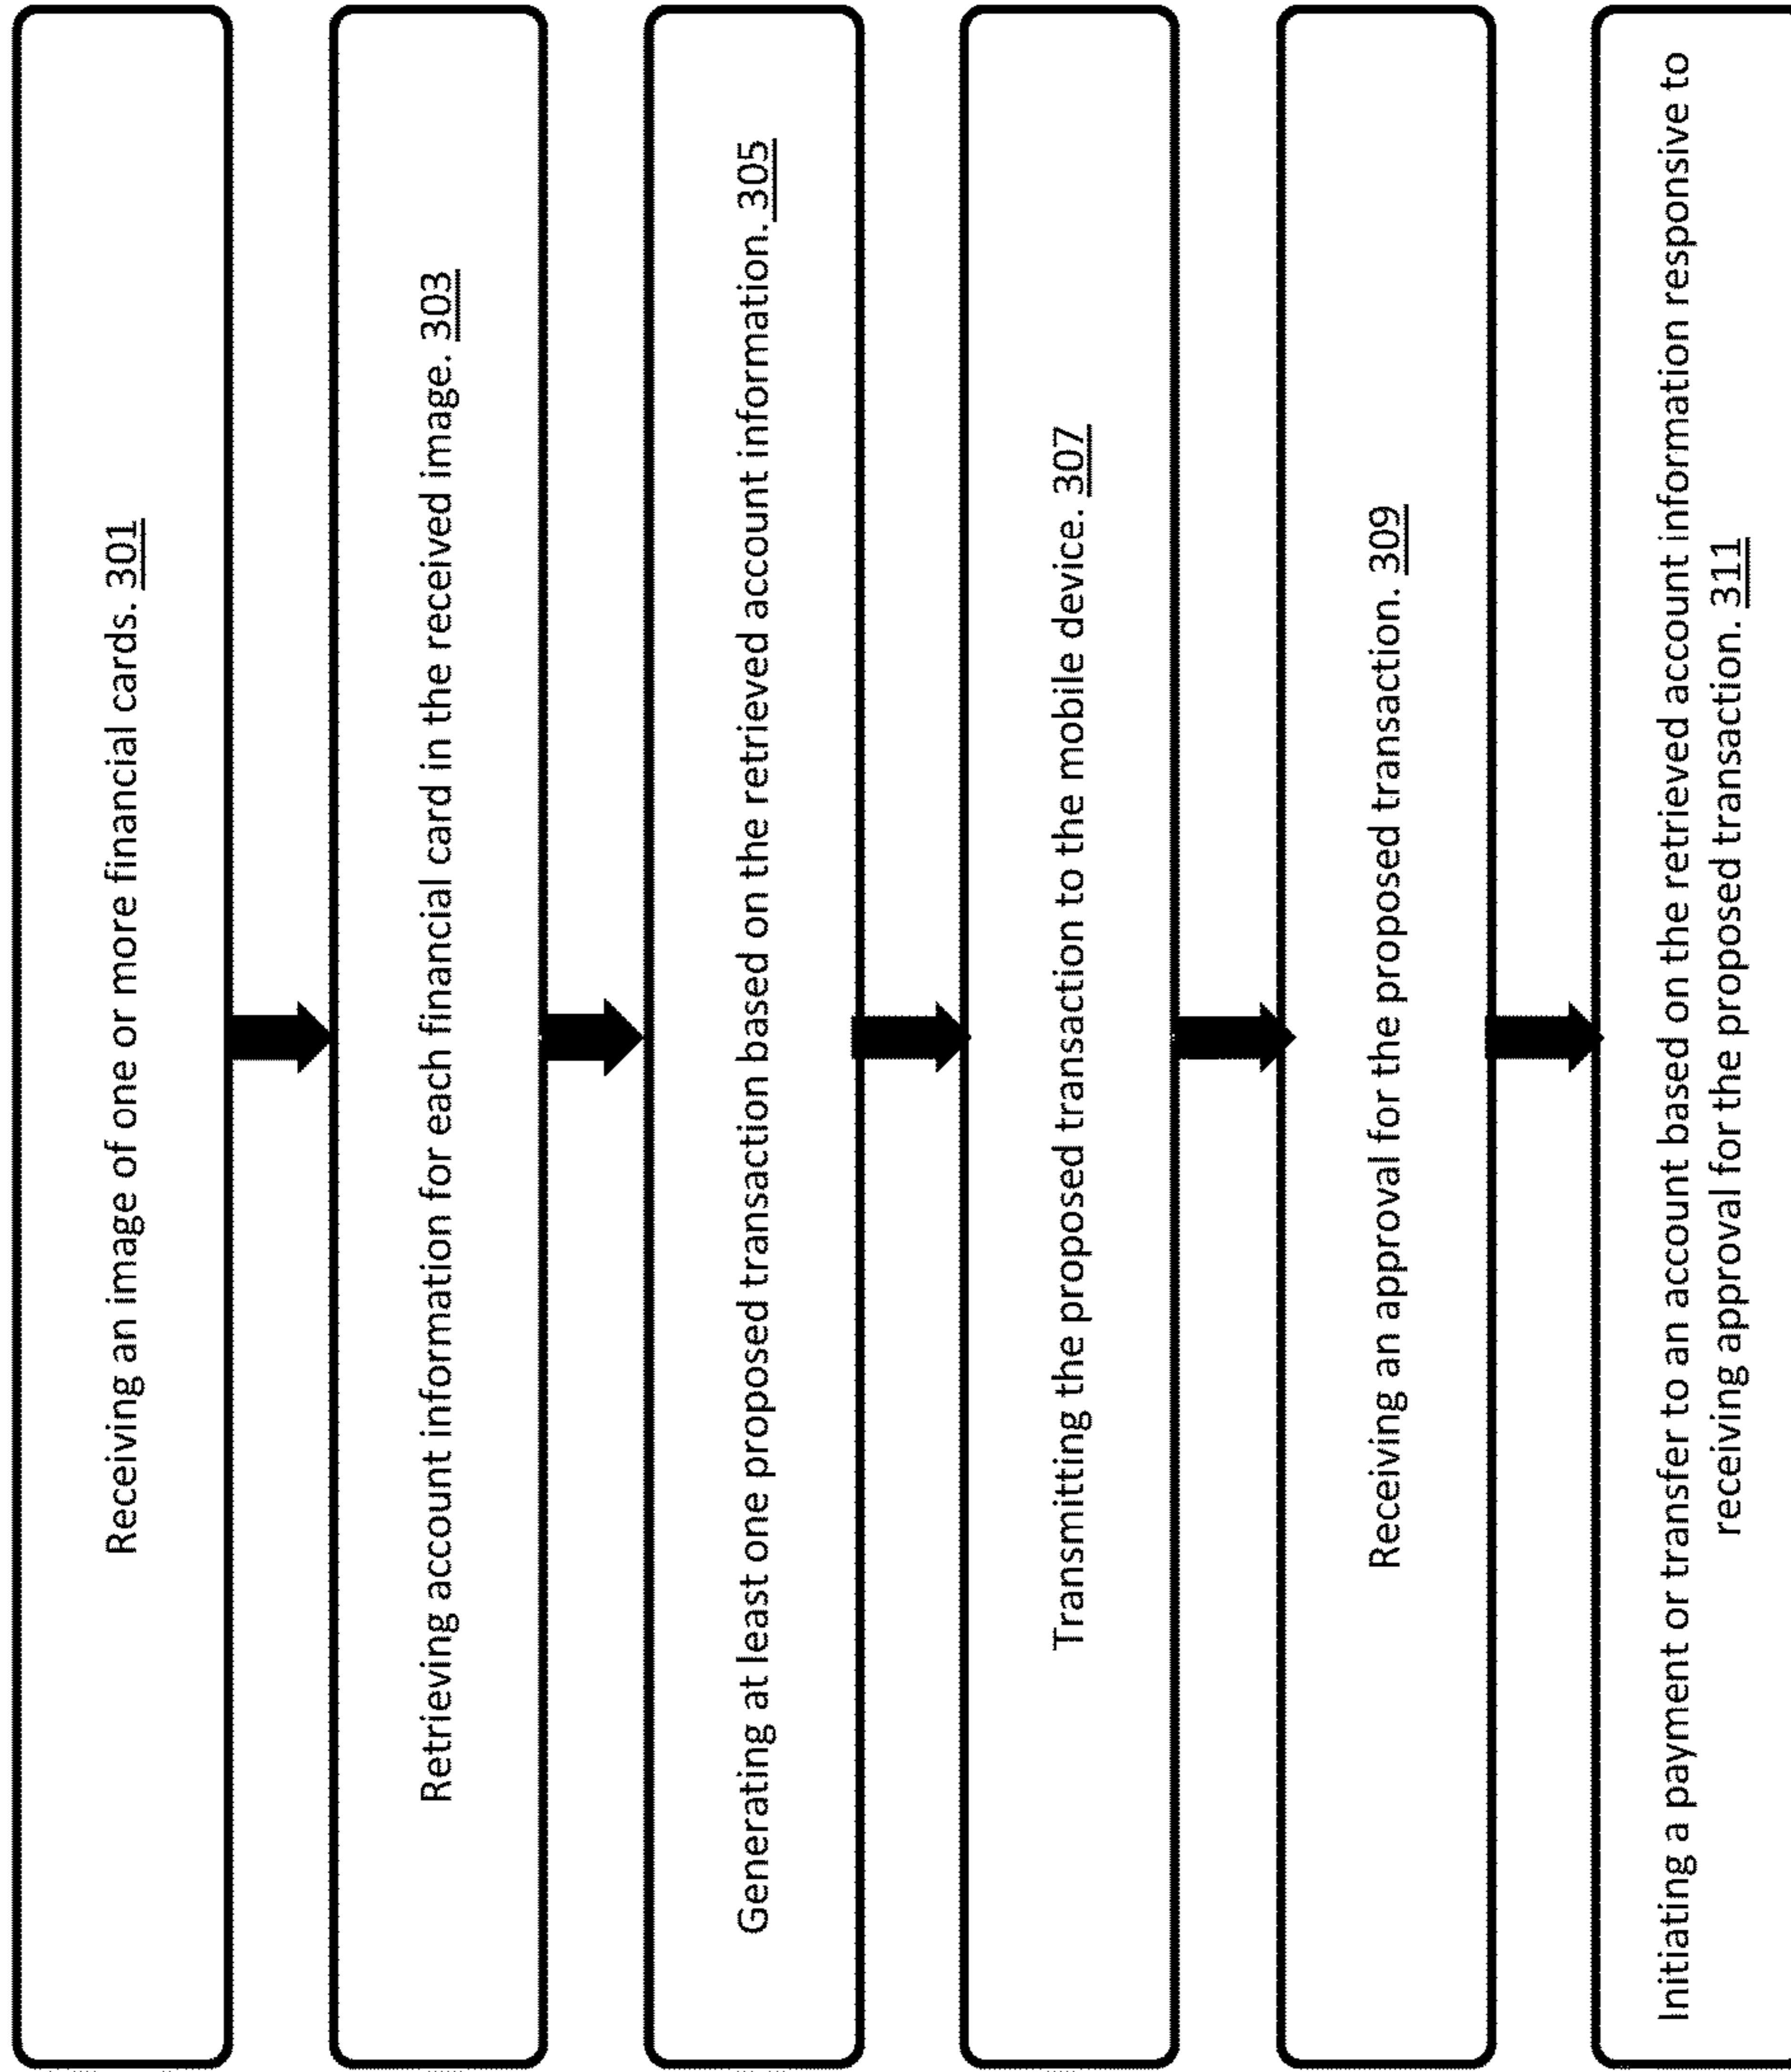 Receiving an image of one or more financial cards. 301
Retrieving account information for each financial card in the received image. 303
Generating at least one proposed transaction based on the retrieved account information. 305
Transmitting the proposed transaction to the mobile device. 307
Receiving an approval for the proposed transaction. 309
Initiating a payment or transfer to an account based on the retrieved account information responsive to
receiving approval for the proposed transaction. 311